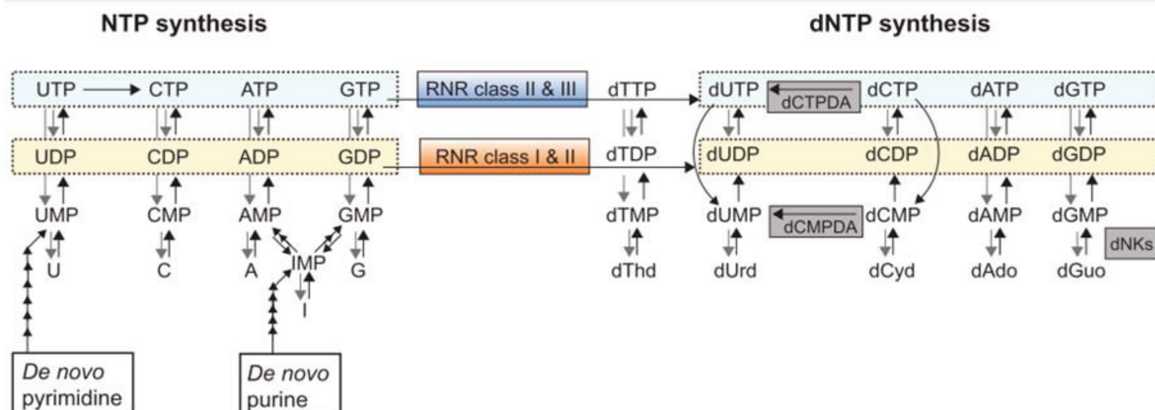 NTP synthesis dNTP synthesis
UTP CTP ATP GTP RNR class II & III dTTP dUTP dCTPDA dCTP dATP dGTP
UDP CDP ADP GDP RNR class I & II dTDP dUDP dCDP dADP dGDP
UMP CMP AMP GMP dTMP dUMP dCMPDA dCMP dAMP dGMP
dNKs
U C A IMP G dThd dUrd dCyd dAdo dGuo
I
De novo
pyrimidine
De novo
purine